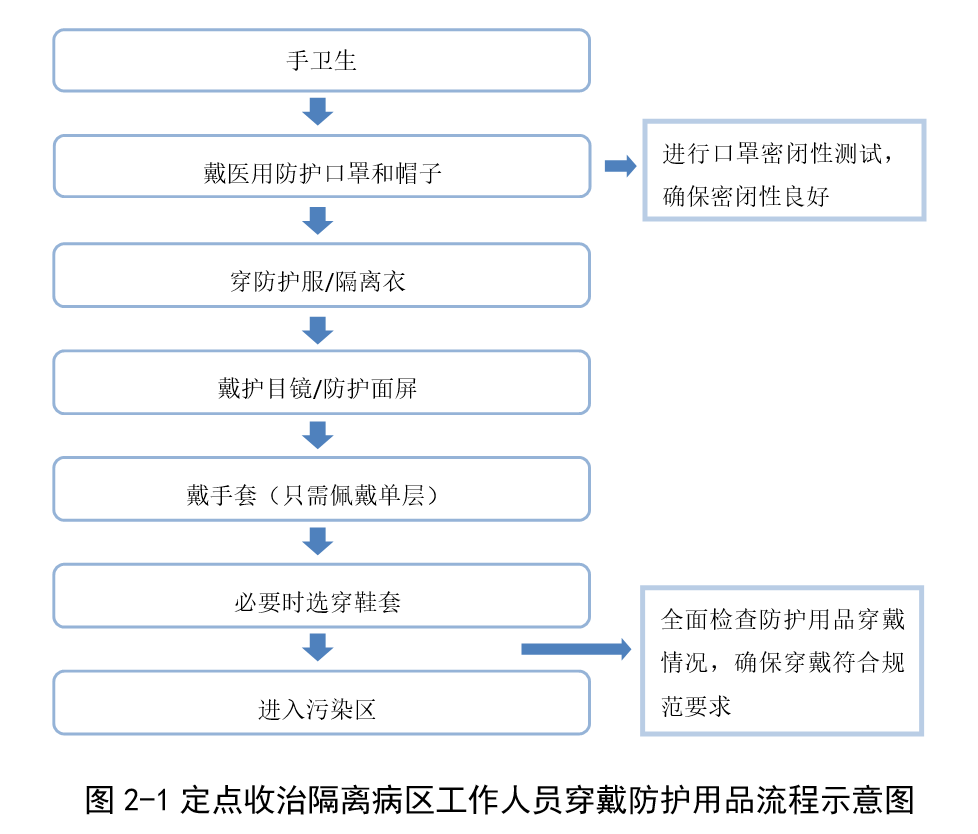 手卫生
戴医用防护口罩和帽子
进行口罩密闭性测试，
确保密闭性良好
穿防护服/隔离衣
戴护目镜/防护面屏
戴手套（只需佩戴单层）
必要时选穿鞋套
全面检查防护用品穿戴
情况，确保穿戴符合规
范要求
进入污染区
图 2-1 定点收治隔离病区工作人员穿戴防护用品流程示意图